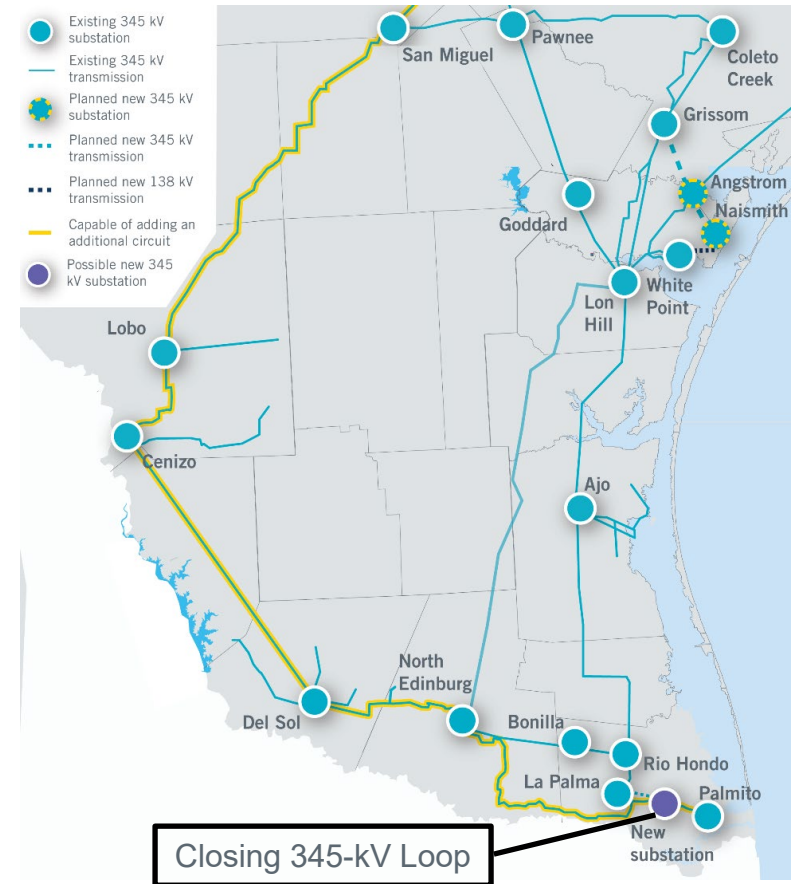 Existing 345 kV
substation
Existing 345 kV
transmission
Planned new 345 kV
substation
Planned new 345 kV
transmission
Planned new 138 kV
transmission
Capable of adding an
additional circuit
Possible new 345
kV substation
San Miguel
Pawnee
Coleto
Creek
Grissom
Angstrom
Naismith
Goddard
White
Point
Lon
Hill
Lobo
Cenizo
Ajo
North
Edinburg
Del Sol
Bonilla
Rio Hondo
La Palma
Palmito
New
substation
Closing 345-kV Loop